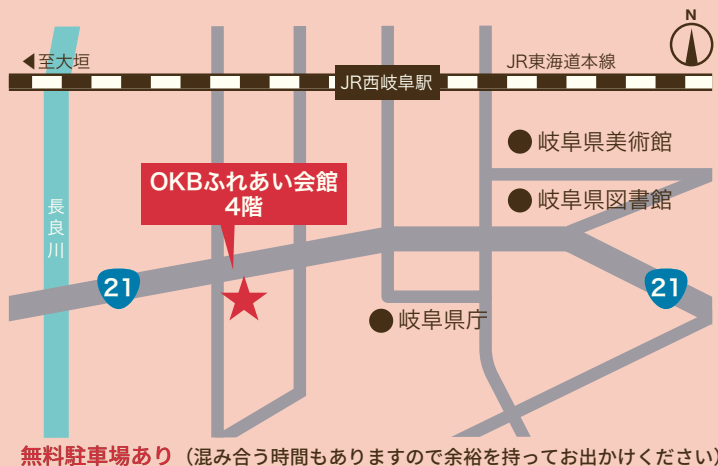 N
◀至大垣
JR東海道本線
JR西岐阜駅
岐阜県美術館
OKBふれあい会館
4階
岐阜県図書館
長良川
21
21
岐阜県庁
無料駐車場あり（混み合う時間もありますので余裕を持ってお出かけください）